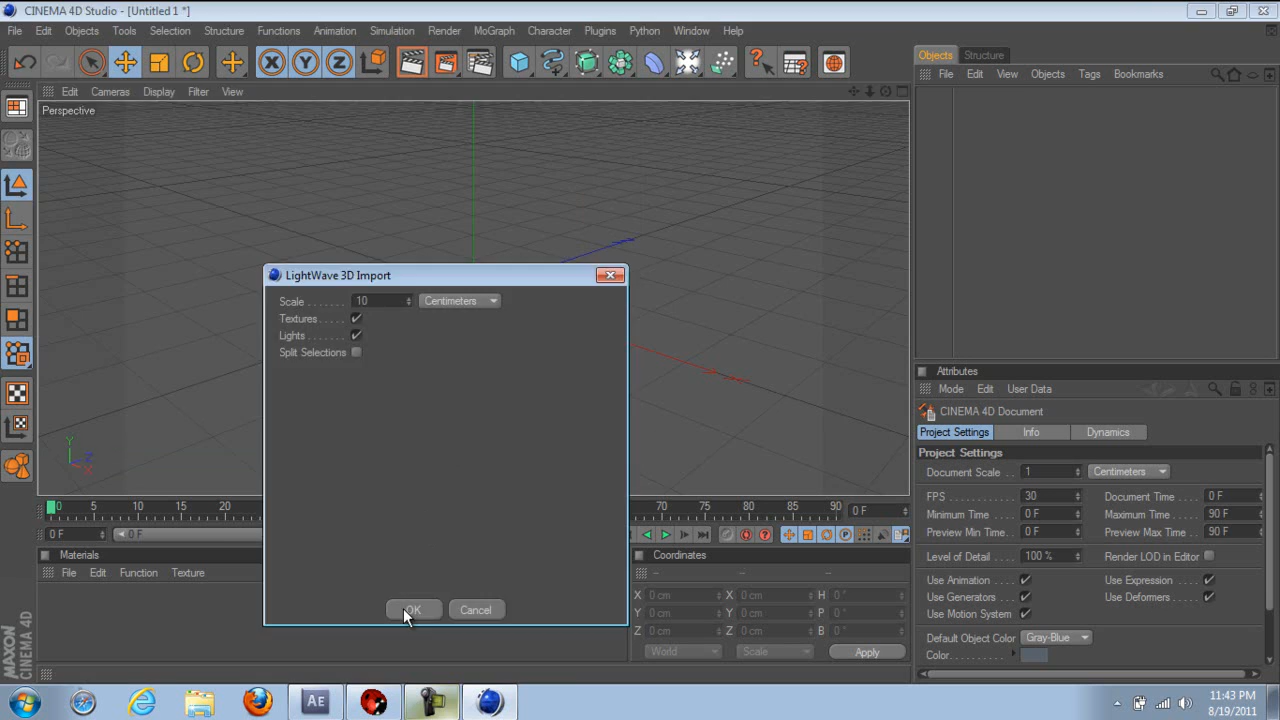 CINEMA 4D Studio - [Untitled 1 *]
File Edit Objects Tools Selection Structure Functions Animation Simulation Render MoGraph Character Plugins Python Window Help
Objects Structure
File Edit View Objects Tags Bookmarks
Edit Cameras Display Filter View
Perspective
LightWave 3D Import
Scale . . . . . . . 10 Centimeters
Textures . . . . .
Lights . . . . . . .
Split Selections
OK Cancel
Y
Z
X
Attributes
Mode Edit User Data
CINEMA 4D Document
Project Settings Info Dynamics
Project Settings
Document Scale . . 1 Centimeters
FPS 30 Document Time . . 0 F
Minimum Time 0 F Maximum Time 90 F
Preview Min Time 0 F Preview Max Time 90 F
Level of Detail 100 % Render LOD in Editor
Use Animation Use Expression
Use Generators Use Deformers
Use Motion System
Default Object Color Gray-Blue
Color
0 5 10 15 20 70 75 80 85 90 0 F
0 F 0 F
Materials
File Edit Function Texture
Coordinates
-- -- --
X 0 cm X 0 cm H 0 °
Y 0 cm Y 0 cm P 0 °
Z 0 cm Z 0 cm B 0 °
World Scale Apply
MAXON
CINEMA 4D
Ae
11:43 PM
8/19/2011